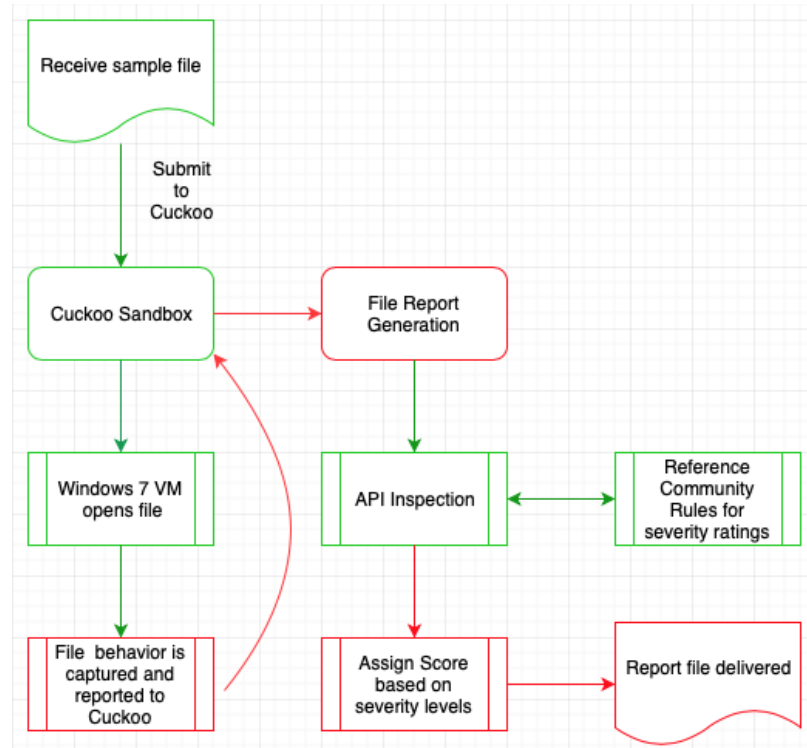 Receive sample file
Submit
to
Cuckoo
Cuckoo Sandbox
File Report
Generation
Windows 7 VM
opens file
API Inspection
Reference
Community
Rules for
severity ratings
File behavior is
captured and
reported to
Cuckoo
Assign Score
based on
severity levels
Report file delivered